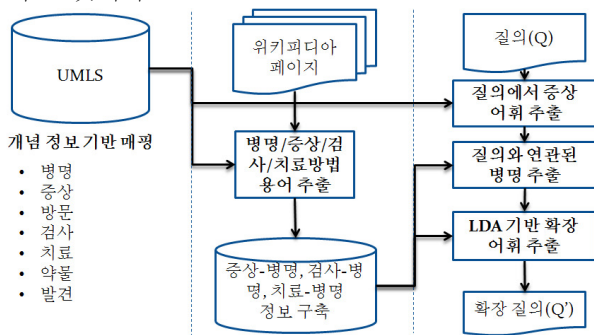 UMLS
개념 정보 기반 매핑
• 병명
• 증상
• 방문
• 검사
• 치료
• 약물
• 발견
위키피디아
페이지
병명/증상/검
사/치료방법
용어 추출
증상-병명, 검사-병
명, 치료-병명
정보 구축
질의(Q)
질의에서 증상
어휘 추출
질의와 연관된
병명 추출
LDA 기반 확장
어휘 추출
확장 질의(Q’)